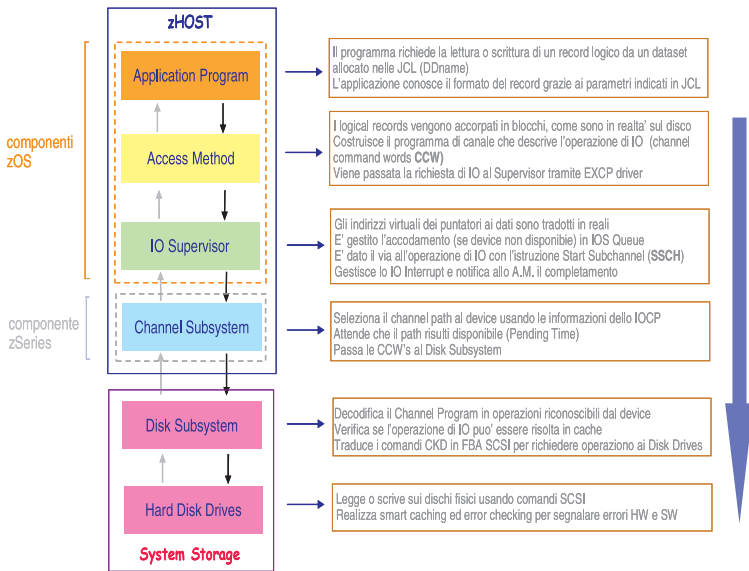 zHOST
Application Program
Il programma richiede la lettura o scrittura di un record logico da un dataset
allocato nelle JCL (DDname)
L'applicazione conosce il formato del record grazie ai parametri indicati in JCL
componenti
zOS
Access Method
I logical records vengono accorpati in blocchi, come sono in realta' sul disco
Costruisce il programma di canale che descrive l'operazione di IO (channel
command words CCW)
Viene passata la richiesta di IO al Supervisor tramite EXCP driver
IO Supervisor
Gli indirizzi virtuali dei puntatori ai dati sono tradotti in reali
E' gestito l'accodamento (se device non disponibie) in IOS Queue
E' dato il via all'operazione di IO con l'istruzione Start Subchannel (SSCH)
Gestisce lo IO Interrupt e notifica allo A.M. il completamento
componente
zSeries
Channel Subsystem
Seleziona il channel path al device usando le informazioni dello IOCP
Attende che il path risulti disponibile (Pending Time)
Passa le CCW's al Disk Subsystem
Disk Subsystem
Decodifica il Channel Program in operazioni riconoscibili dal device
Verifica se l'operazione di IO puo' essere risolta in cache
Traduce i comandi CKD in FBA SCSI per richiedere operaziono ai Disk Drives
Hard Disk Drives
Legge o scrive sui dischi fisici usando comandi SCSI
Realizza smart caching ed error checking per segnalare errori HW e SW
System Storage